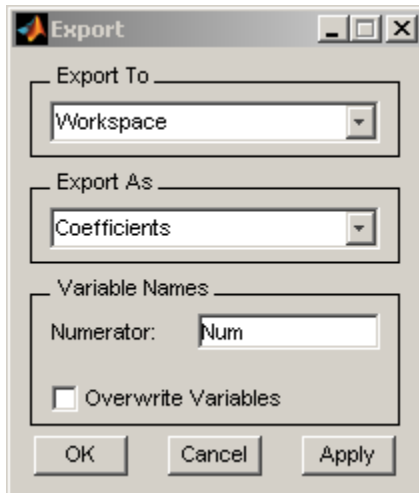 Export
Export To
Workspace
Export As
Coefficients
Variable Names
Numerator: Num
Overwrite Variables
OK Cancel Apply